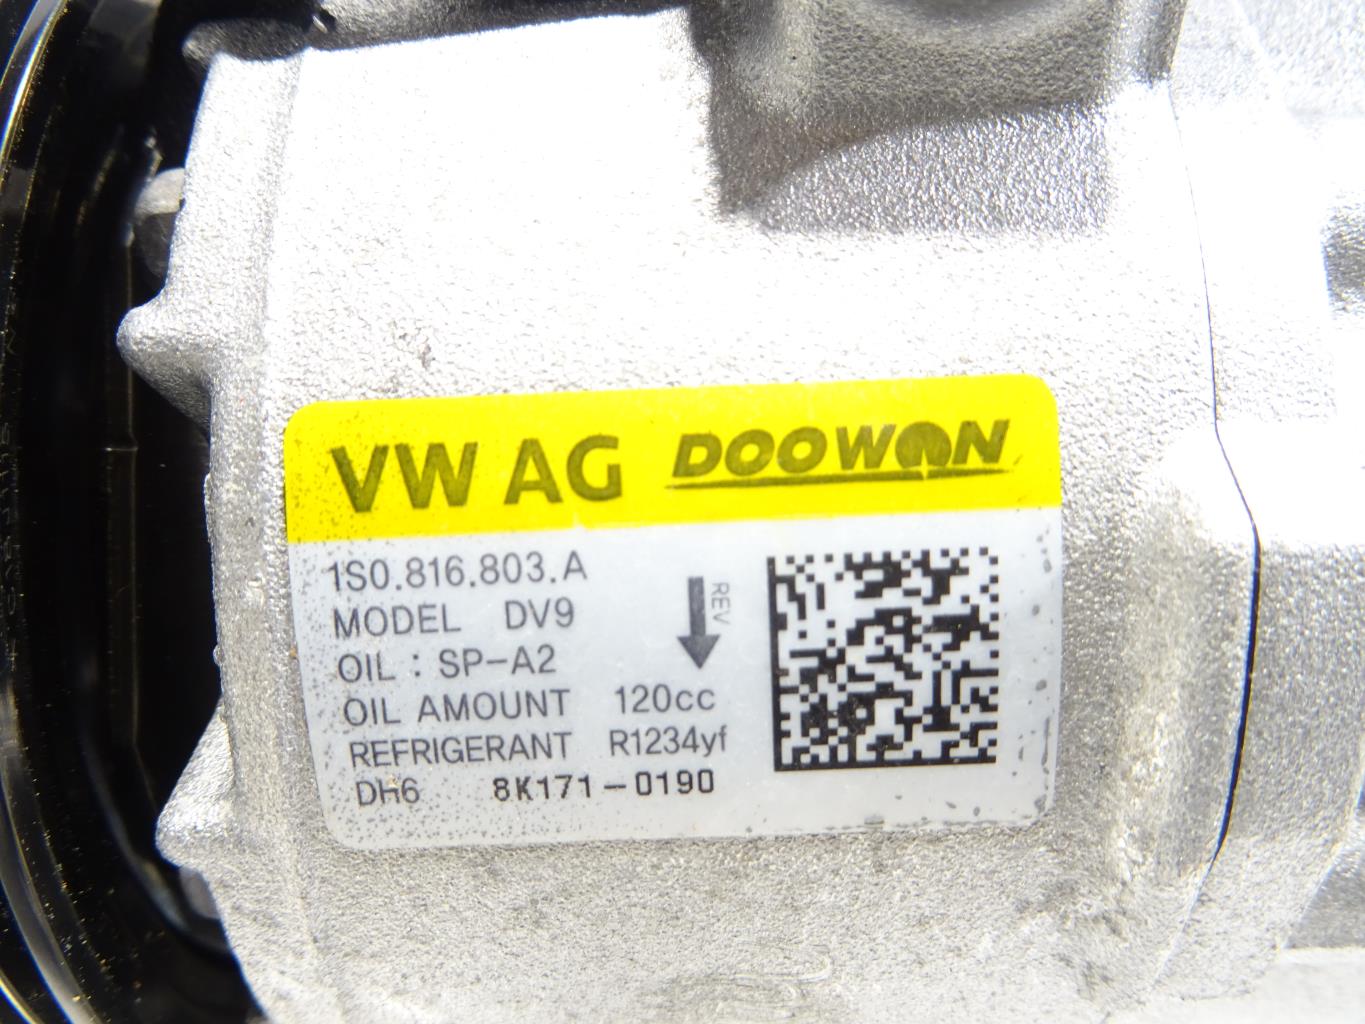 VW AG DOOWON
1S0.816.803.A
MODEL DV9
REV
OIL : SP-A2
OIL AMOUNT 120cc
REFRIGERANT R1234yf
DH6 8K171-0190